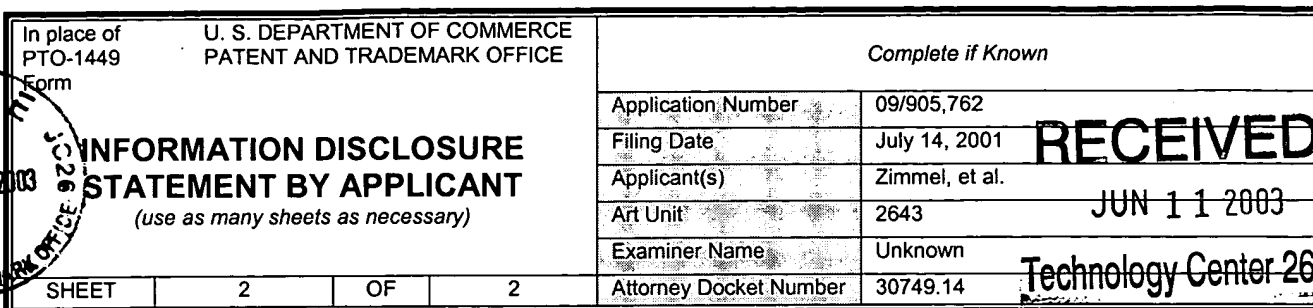 In place of U. S. DEPARTMENT OF COMMERCE
PTO-1449 PATENT AND TRADEMARK OFFICE
Form
Complete if Known
INFORMATION DISCLOSURE
STATEMENT BY APPLICANT
(use as many sheets as necessary)
SHEET 2 OF 2
Application Number 09/905,762
Filing Date July 14, 2001
Applicant(s) Zimmel, et al.
Art Unit 2643
Examiner Name Unknown
Attorney Docket Number 30749.14
RECEIVED
JUN 11 2003
Technology Center 26
JC26
2003
OFFICE